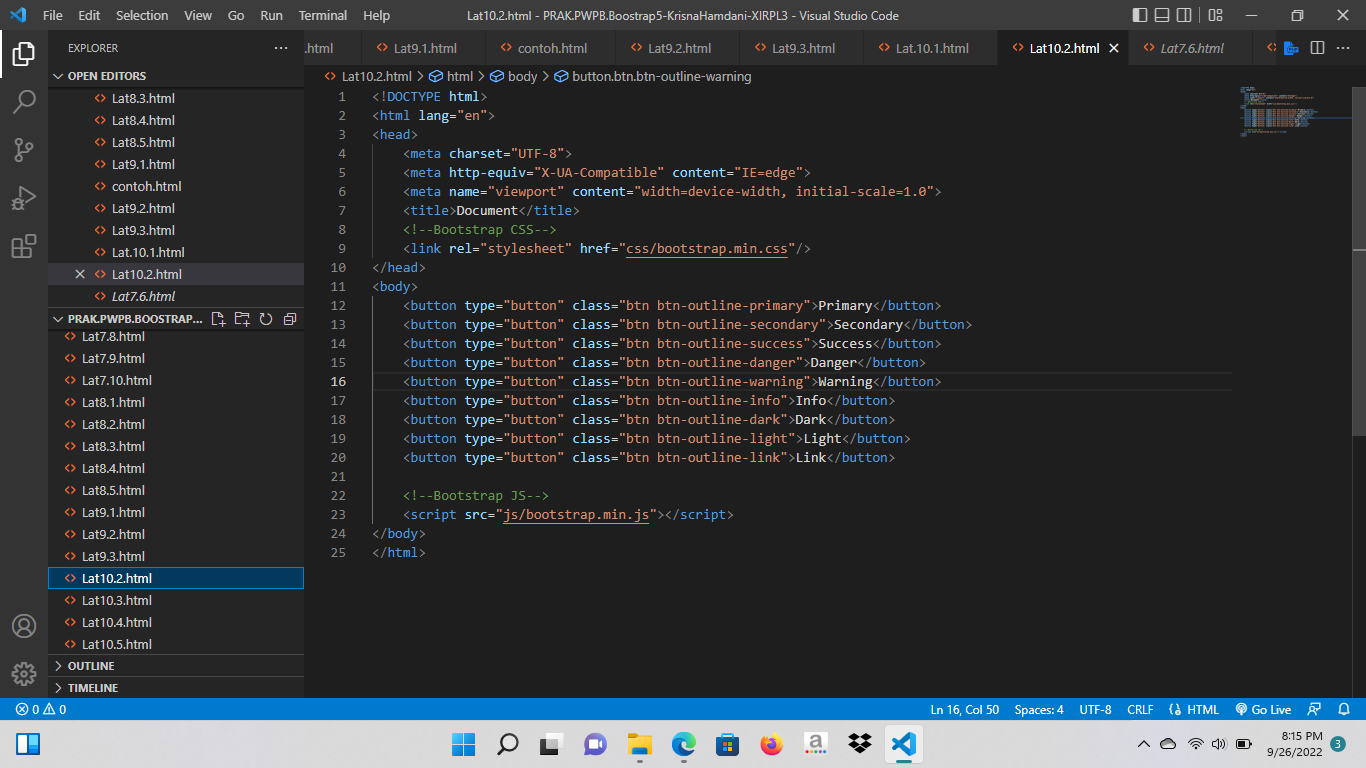 File Edit Selection View Go Run Terminal Help
Lat10.2.html - PRAK.PWPB.Boostrap5-KrisnaHamdani-XIRPL3 - Visual Studio Code
EXPLORER
.html Lat9.1.html contoh.html Lat9.2.html Lat9.3.html Lat.10.1.html Lat10.2.html Lat7.6.html
OPEN EDITORS
Lat8.3.html
Lat8.4.html
Lat8.5.html
Lat9.1.html
contoh.html
Lat9.2.html
Lat9.3.html
Lat.10.1.html
Lat10.2.html
Lat7.6.html
PRAK.PWPB.BOOSTRAP...
Lat7.8.html
Lat7.9.html
Lat7.10.html
Lat8.1.html
Lat8.2.html
Lat8.3.html
Lat8.4.html
Lat8.5.html
Lat9.1.html
Lat9.2.html
Lat9.3.html
Lat10.2.html
Lat10.3.html
Lat10.4.html
Lat10.5.html
OUTLINE
TIMELINE
Lat10.2.html > html > body > button.btn.btn-outline-warning
1 <!DOCTYPE html>
2 <html lang="en">
3 <head>
4 <meta charset="UTF-8">
5 <meta http-equiv="X-UA-Compatible" content="IE=edge">
6 <meta name="viewport" content="width=device-width, initial-scale=1.0">
7 <title>Document</title>
8 <!--Bootstrap CSS-->
9 <link rel="stylesheet" href="css/bootstrap.min.css"/>
10 </head>
11 <body>
12 <button type="button" class="btn btn-outline-primary">Primary</button>
13 <button type="button" class="btn btn-outline-secondary">Secondary</button>
14 <button type="button" class="btn btn-outline-success">Success</button>
15 <button type="button" class="btn btn-outline-danger">Danger</button>
16 <button type="button" class="btn btn-outline-warning">Warning</button>
17 <button type="button" class="btn btn-outline-info">Info</button>
18 <button type="button" class="btn btn-outline-dark">Dark</button>
19 <button type="button" class="btn btn-outline-light">Light</button>
20 <button type="button" class="btn btn-outline-link">Link</button>
21
22 <!--Bootstrap JS-->
23 <script src="js/bootstrap.min.js"></script>
24 </body>
25 </html>
0 0
Ln 16, Col 50 Spaces: 4 UTF-8 CRLF HTML Go Live
8:15 PM
9/26/2022
3